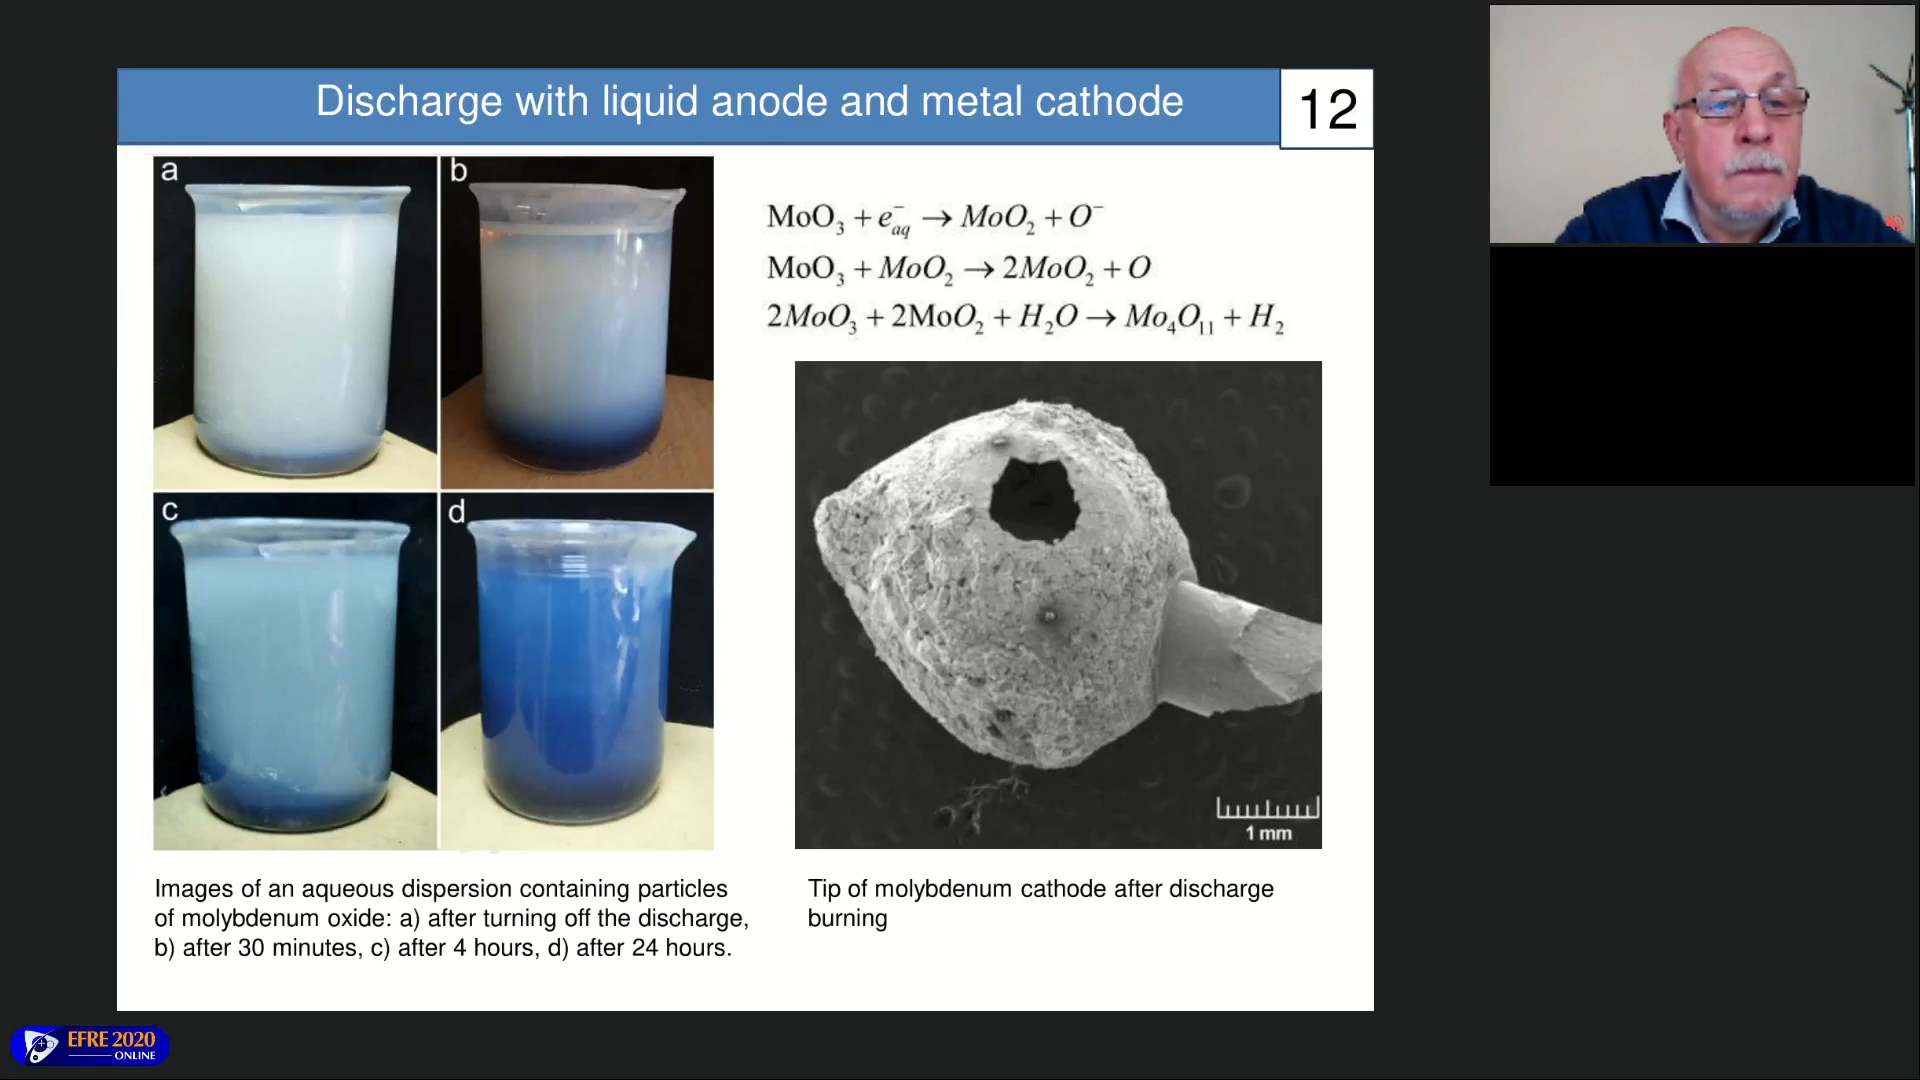 Discharge with liquid anode and metal cathode
12
a
b
c
d
MoO₃ + e⁻aq → MoO₂ + O⁻
MoO₃ + MoO₂ → 2MoO₂ + O
2MoO₃ + 2MoO₂ + H₂O → Mo₄O₁₁ + H₂
1 mm
Images of an aqueous dispersion containing particles
of molybdenum oxide: a) after turning off the discharge,
b) after 30 minutes, c) after 4 hours, d) after 24 hours.
Tip of molybdenum cathode after discharge
burning
EFRE 2020
ONLINE